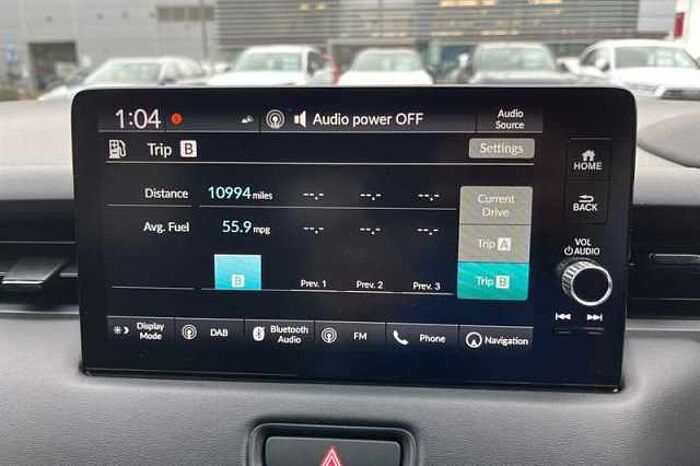 1:04 Audio power OFF Audio Source
Trip B Settings
HOME
Distance 10994 miles --.- --.- --.- Current Drive
BACK
Avg. Fuel 55.9 mpg --.- --.- --.- Trip A
VOL
AUDIO
B Prev. 1 Prev. 2 Prev. 3 Trip B
Display Mode DAB Bluetooth Audio FM Phone Navigation